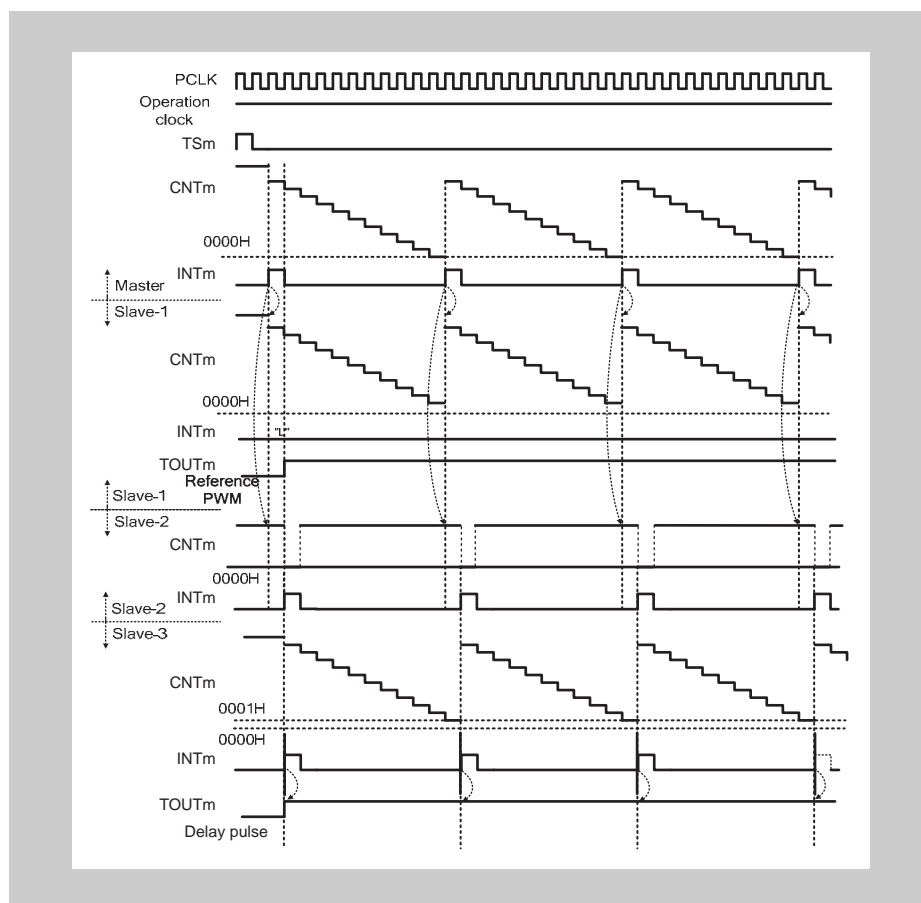 PCLK
Operation
clock
TSm
CNTm
0000H
INTm
Master
Slave-1
CNTm
0000H
INTm
TOUTm
Reference
PWM
Slave-1
Slave-2
CNTm
0000H
INTm
Slave-2
Slave-3
CNTm
0001H
0000H
INTm
TOUTm
Delay pulse